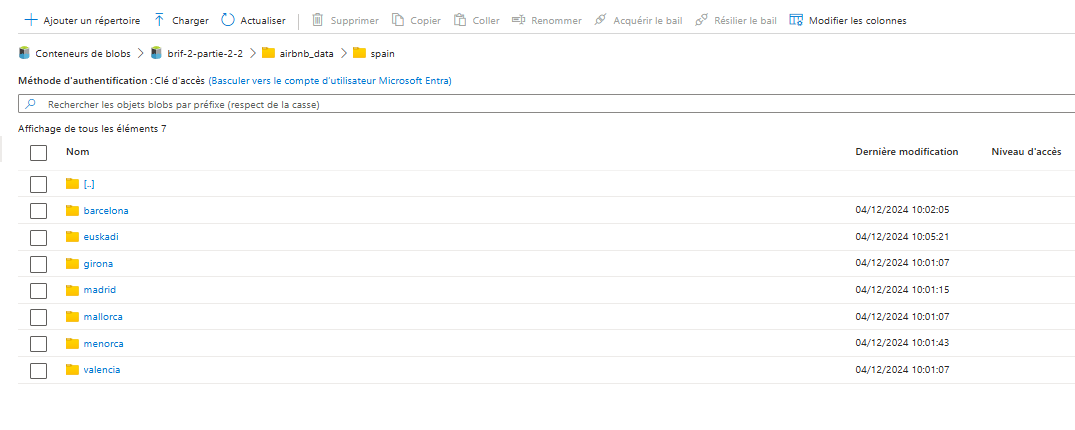 Ajouter un répertoire Charger Actualiser Supprimer Copier Coller Renommer Acquérir le bail Résilier le bail Modifier les colonnes
Conteneurs de blobs > brif-2-partie-2-2 > airbnb_data > spain
Méthode d'authentification : Clé d'accès (Basculer vers le compte d'utilisateur Microsoft Entra)
Rechercher les objets blobs par préfixe (respect de la casse)
Affichage de tous les éléments 7
Nom Dernière modification Niveau d'accès
[..]
barcelona 04/12/2024 10:02:05
euskadi 04/12/2024 10:05:21
girona 04/12/2024 10:01:07
madrid 04/12/2024 10:01:15
mallorca 04/12/2024 10:01:07
menorca 04/12/2024 10:01:43
valencia 04/12/2024 10:01:07